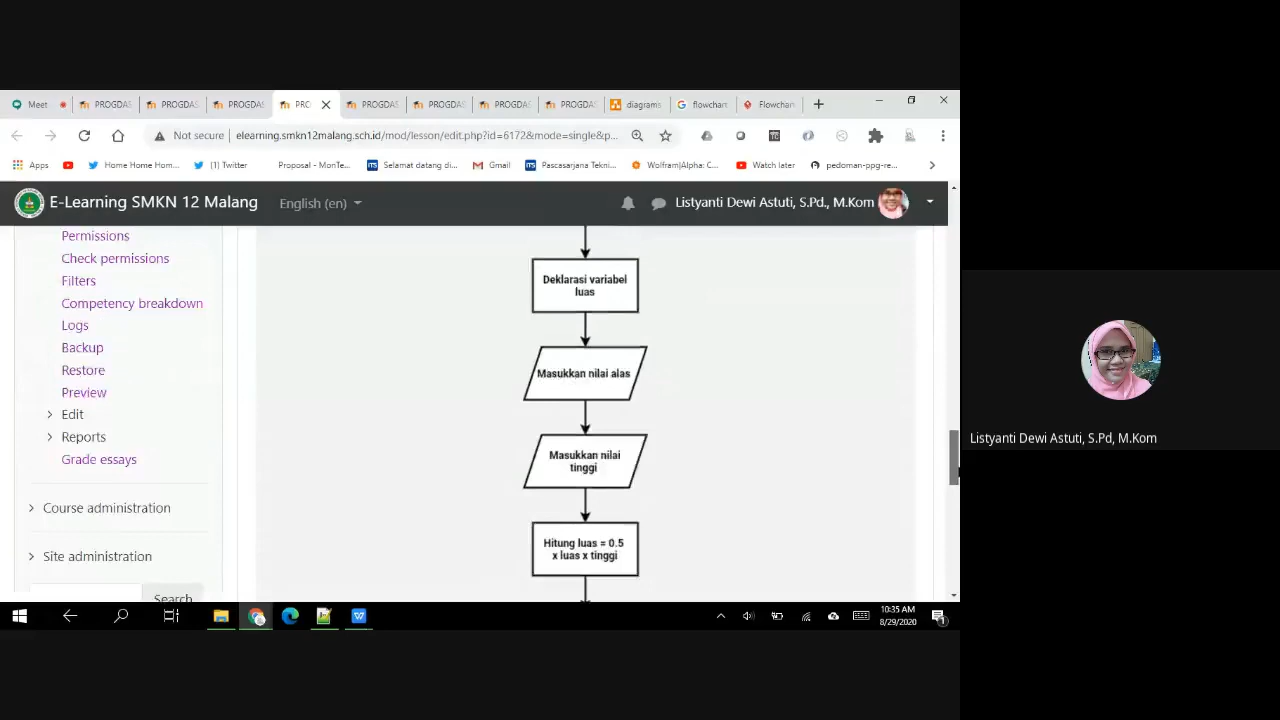 Meet
PROGDAS
PROGDAS
PROGDAS
PRO
PROGDAS
PROGDAS
PROGDAS
PROGDAS
diagrams
flowchart
Flowchart
Not secure
elearning.smkn12malang.sch.id/mod/lesson/edit.php?id=6172&mode=single&p...
Apps
Home Home Hom...
(1) Twitter
Proposal - MonTe...
Selamat datang di...
Gmail
Pascasarjana Tekni...
Wolfram|Alpha: C...
Watch later
pedoman-ppg-re...
E-Learning SMKN 12 Malang
English (en)
Listyanti Dewi Astuti, S.Pd., M.Kom
Permissions
Check permissions
Filters
Competency breakdown
Logs
Backup
Restore
Preview
Edit
Reports
Grade essays
Course administration
Site administration
Search
Deklarasi variabel
luas
Masukkan nilai alas
Masukkan nilai
tinggi
Hitung luas = 0.5
x luas x tinggi
Listyanti Dewi Astuti, S.Pd, M.Kom
10:35 AM
8/29/2020
1